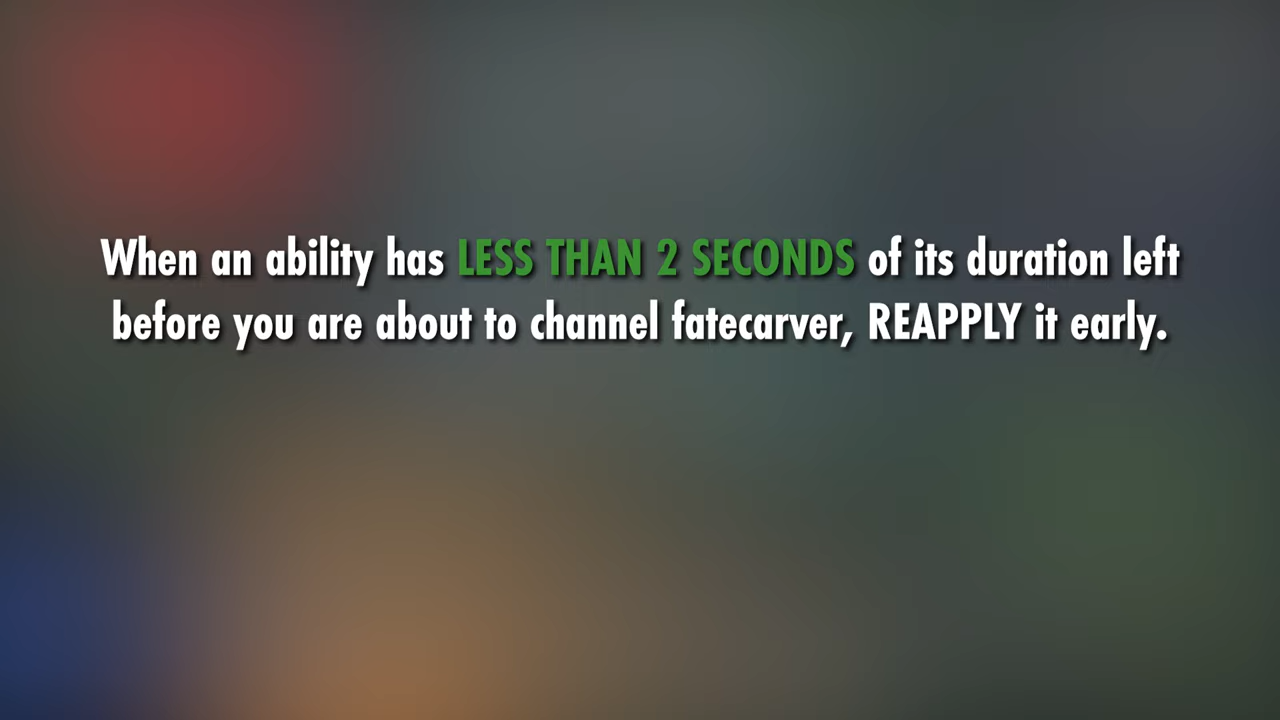 When an ability has LESS THAN 2 SECONDS of its duration left
before you are about to channel fatecarver, REAPPLY it early.